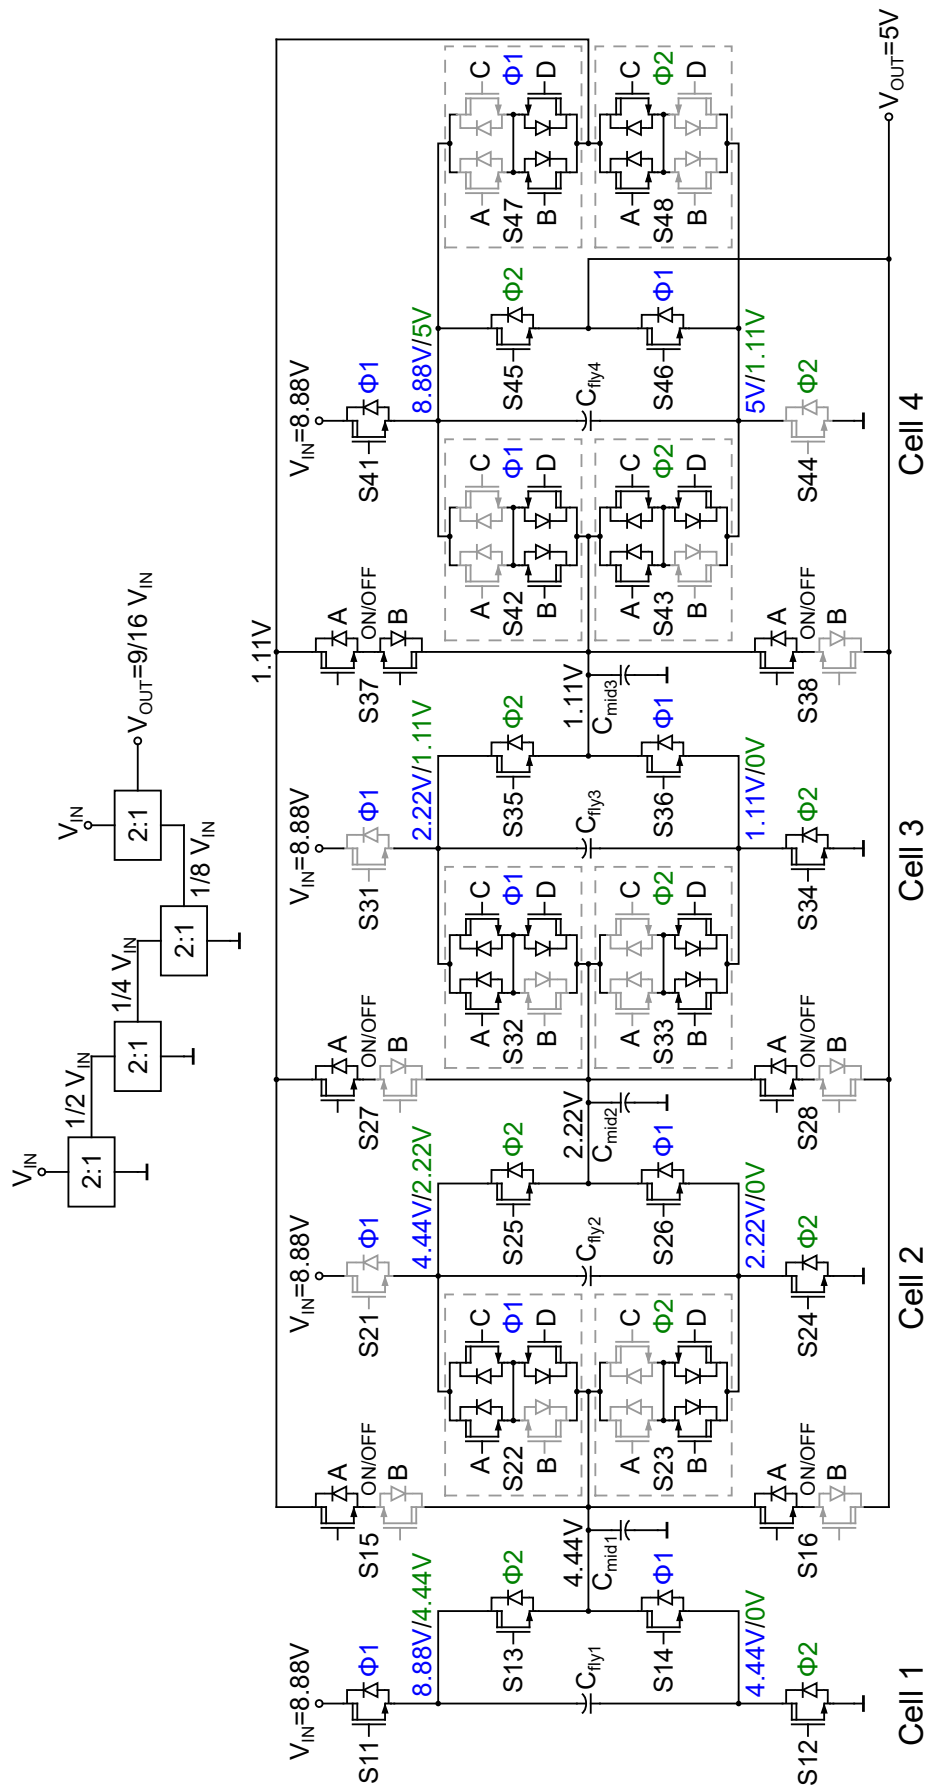 V_IN
2:1
1/2 V_IN
2:1
1/4 V_IN
2:1
1/8 V_IN
V_IN
2:1
V_OUT=9/16 V_IN
1.11V
V_IN=8.88V
S11
Φ1
8.88V/4.44V
S13
Φ2
C_fly1
S14
Φ1
4.44V/0V
S12
Φ2
Cell 1
S15
A
ON/OFF
B
4.44V
C_mid1
S16
A
ON/OFF
B
V_IN=8.88V
S21
Φ1
4.44V/2.22V
A
S22
B
C
Φ1
D
A
S23
B
C
Φ2
D
S25
Φ2
C_fly2
S26
Φ1
2.22V/0V
S24
Φ2
Cell 2
S27
A
ON/OFF
B
2.22V
C_mid2
S28
A
ON/OFF
B
V_IN=8.88V
S31
Φ1
2.22V/1.11V
A
S32
B
C
Φ1
D
A
S33
B
C
Φ2
D
S35
Φ2
C_fly3
S36
Φ1
1.11V/0V
S34
Φ2
Cell 3
S37
A
ON/OFF
B
1.11V
C_mid3
S38
A
ON/OFF
B
V_IN=8.88V
S41
Φ1
8.88V/5V
A
S42
B
C
Φ1
D
A
S43
B
C
Φ2
D
S45
Φ2
C_fly4
S46
Φ1
5V/1.11V
S44
Φ2
Cell 4
A
S47
B
C
Φ1
D
A
S48
B
C
Φ2
D
V_OUT=5V